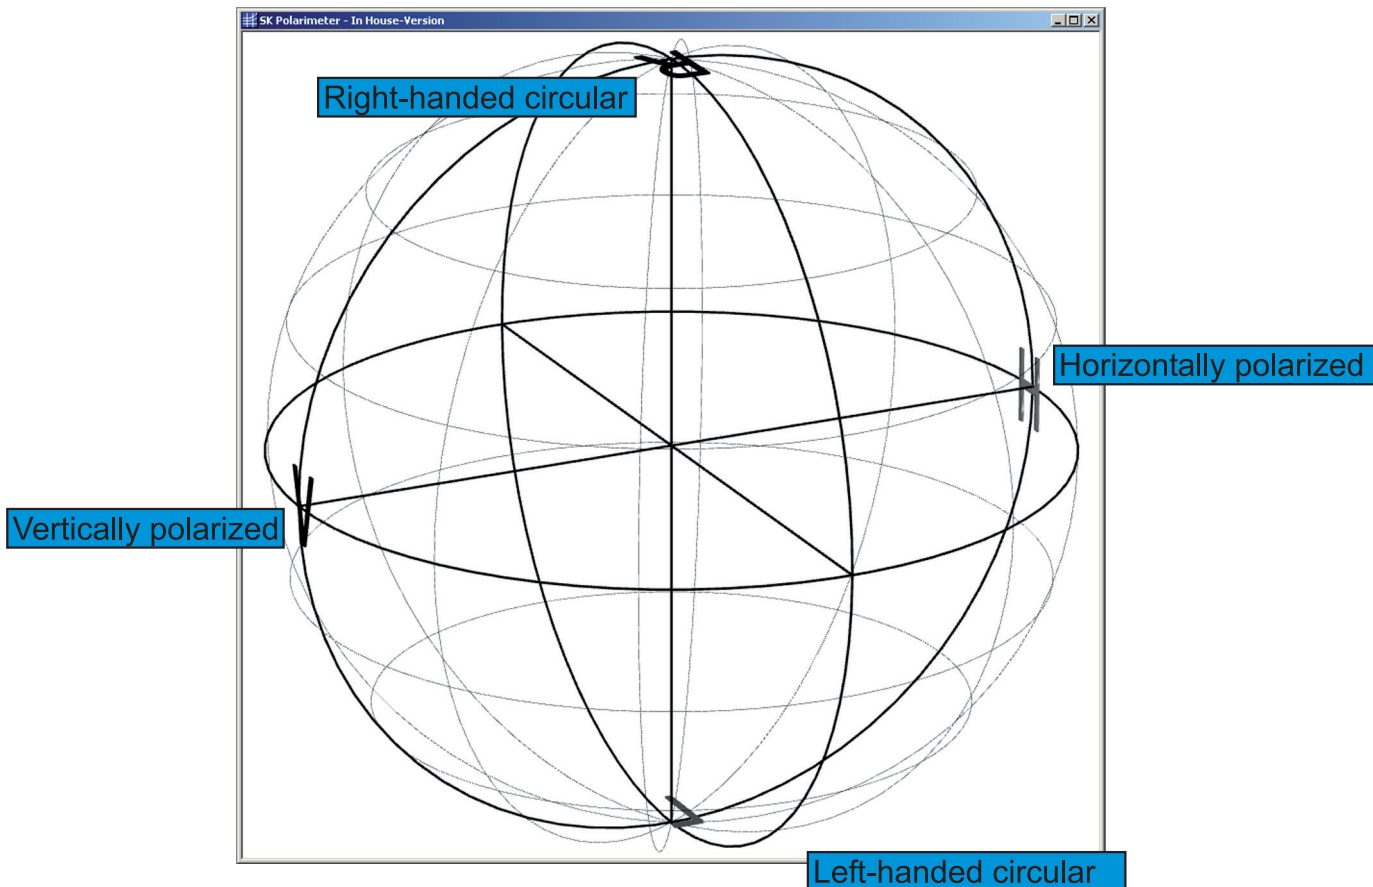 SK Polarimeter - In House-Version
R
Right-handed circular
H
Horizontally polarized
V
Vertically polarized
L
Left-handed circular